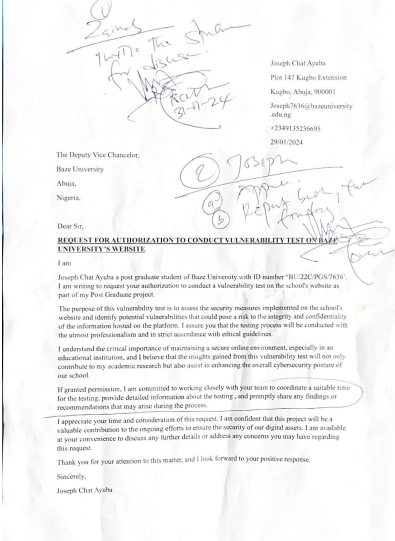 ①
Zainab
Invite the student
for
31-1-24
Joseph Chat Ayuba
Plot 147 Kugbo Extension
Kugbo, Abuja, 900001
Joseph7636@bazeuniversity
.edu.ng
+2349135236695
29/01/2024
The Deputy Vice Chancelor,
Baze University
Abuja,
Nigeria,
② Joseph
ⓐ
ⓑ Report back, your
finding
Dear Sir,
REQUEST FOR AUTHORIZATION TO CONDUCT VULNERABILITY TEST ON BAZE
UNIVERSITY'S WEBSITE
I am
Joseph Chat Ayuba a post graduate student of Baze University with ID number "BU/22C/PGS/7636".
I am writing to request your authorization to conduct a vulnerability test on the school's website as
part of my Post Graduate project.
The purpose of this vulnerability test is to assess the security measures implemented on the school's
website and identify potential vulnerabilities that could pose a risk to the integrity and confidentiality
of the information hosted on the platform. I assure you that the testing process will be conducted with
the utmost professionalism and in strict accordance with ethical guidelines.
I understand the critical importance of maintaining a secure online environment, especially in an
educational institution, and I believe that the insights gained from this vulnerability test will not only
contribute to my academic research but also assist in enhancing the overall cybersecurity posture of
our school.
If granted permission, I am committed to working closely with your team to coordinate a suitable time
for the testing, provide detailed information about the testing, and promptly share any findings or
recommendations that may arise during the process.
I appreciate your time and consideration of this request. I am confident that this project will be a
valuable contribution to the ongoing efforts to ensure the security of our digital assets. I am available
at your convenience to discuss any further details or address any concerns you may have regarding
this request.
Thank you for your attention to this matter, and I look forward to your positive response.
Sincerely,
Joseph Chat Ayuba